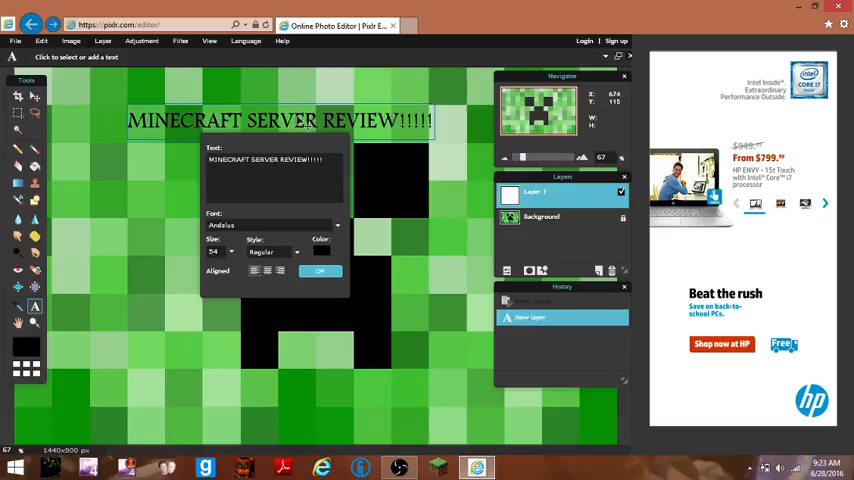 https://pixlr.com/editor/
Online Photo Editor | Pixlr E...
File Edit Image Layer Adjustment Filter View Language Help
Login Sign up
A Click to select or add a text
Tools
MINECRAFT SERVER REVIEW!!!!!
Text:
MINECRAFT SERVER REVIEW!!!!!
Font:
Andalus
Size: Style: Color:
54 Regular
Aligned OK
Navigator
X: 674
Y: 115
W:
H:
67 %
Layers
Layer 1
Background
History
A New layer
Intel Inside®.
Extraordinary
Performance Outside.
CORE i7
$949.99
From $799.99
HP ENVY - 15t Touch
with Intel® Core™ i7
processor
Beat the rush
Save on back-to-
school PCs.
Shop now at HP
Free
hp
67 % 1440x900 px
9:23 AM
6/28/2016